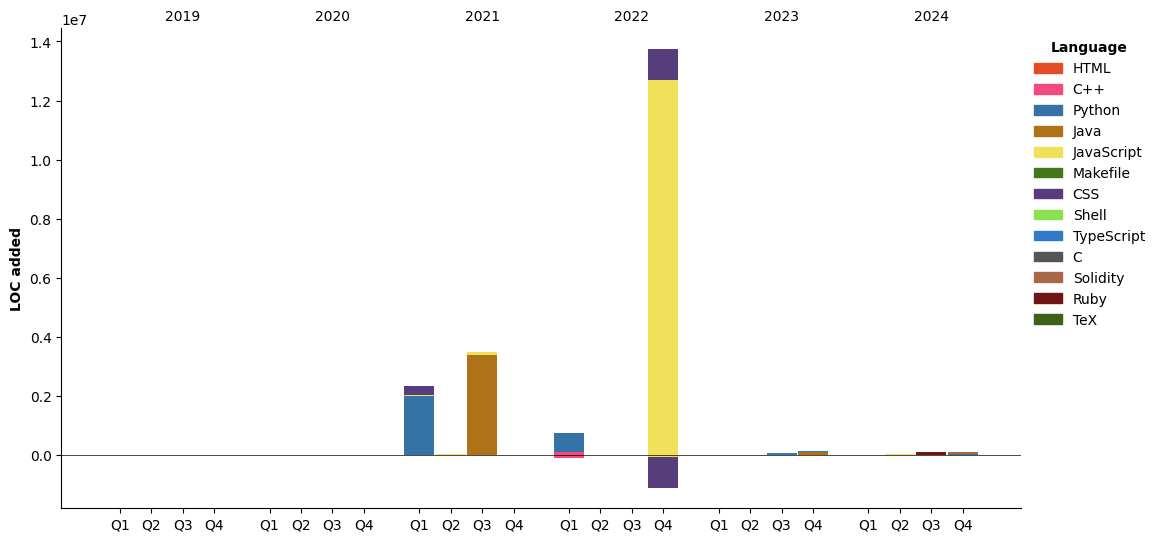 1e7
2019 2020 2021 2022 2023 2024
1.4
1.2
1.0
0.8
0.6
0.4
0.2
0.0
LOC added
Q1 Q2 Q3 Q4 Q1 Q2 Q3 Q4 Q1 Q2 Q3 Q4 Q1 Q2 Q3 Q4 Q1 Q2 Q3 Q4 Q1 Q2 Q3 Q4
Language
HTML
C++
Python
Java
JavaScript
Makefile
CSS
Shell
TypeScript
C
Solidity
Ruby
TeX